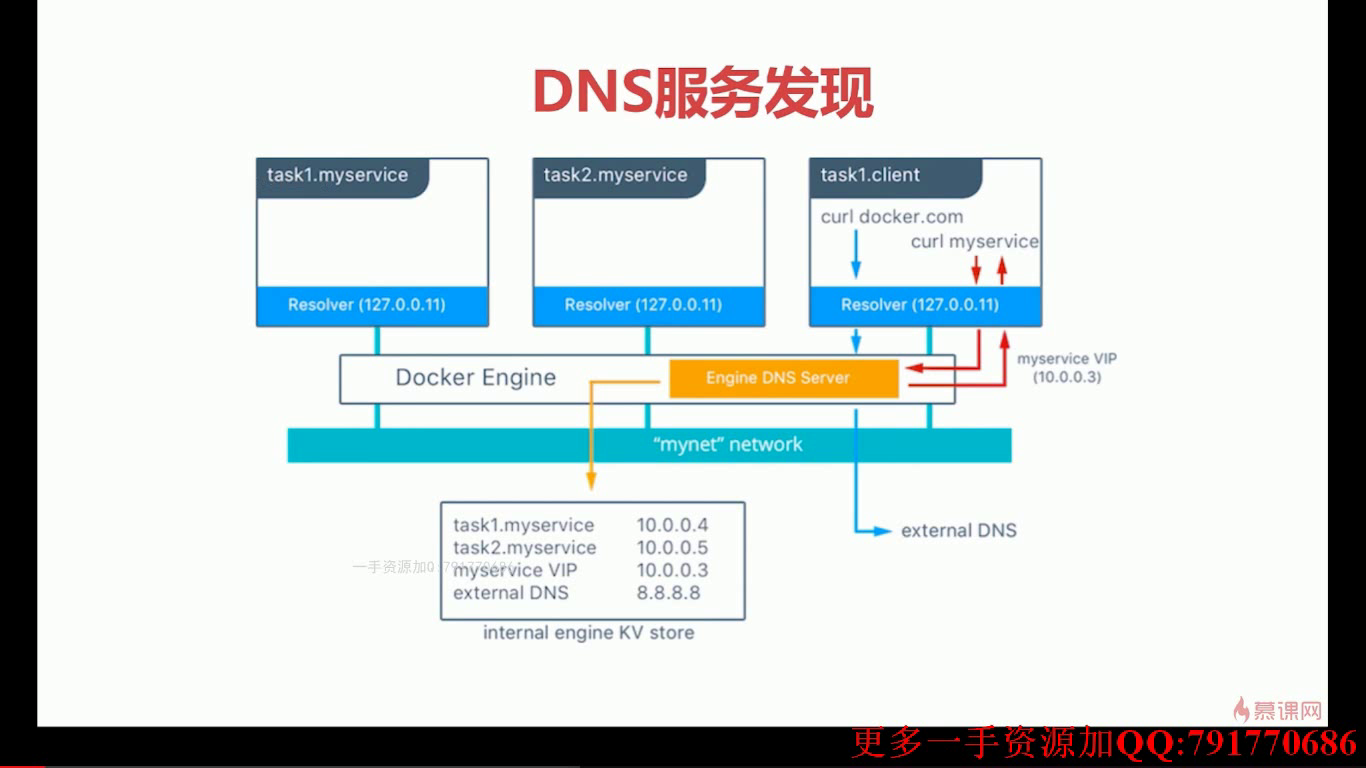 DNS服务发现
task1.myservice
task2.myservice
task1.client
curl docker.com
curl myservice
Resolver (127.0.0.11)
Resolver (127.0.0.11)
Resolver (127.0.0.11)
Docker Engine
Engine DNS Server
myservice VIP
(10.0.0.3)
“mynet” network
external DNS
task1.myservice 10.0.0.4
task2.myservice 10.0.0.5
myservice VIP 10.0.0.3
external DNS 8.8.8.8
internal engine KV store
一手资源加
慕课网
更多一手资源加QQ:791770686